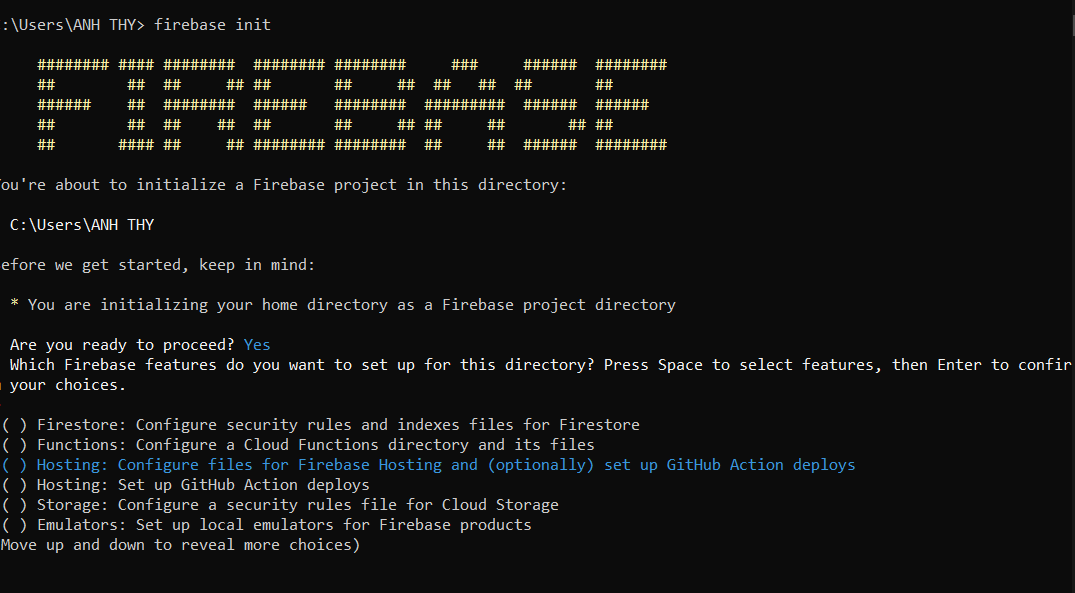 :\Users\ANH THY> firebase init
######## #### ######## ######## ########     ###     ###### ########
##        ## ##     ## ##       ##     ##  ##   ##  ##       ##
######    ## ######## ######   ######## ######### ###### ######
##        ## ##    ## ##       ##     ## ##     ##       ## ##
##       #### ##     ## ######## ######## ##     ## ###### ########
ou're about to initialize a Firebase project in this directory:
C:\Users\ANH THY
efore we get started, keep in mind:
* You are initializing your home directory as a Firebase project directory
Are you ready to proceed? Yes
Which Firebase features do you want to set up for this directory? Press Space to select features, then Enter to confir
your choices.
( ) Firestore: Configure security rules and indexes files for Firestore
( ) Functions: Configure a Cloud Functions directory and its files
( ) Hosting: Configure files for Firebase Hosting and (optionally) set up GitHub Action deploys
( ) Hosting: Set up GitHub Action deploys
( ) Storage: Configure a security rules file for Cloud Storage
( ) Emulators: Set up local emulators for Firebase products
Move up and down to reveal more choices)